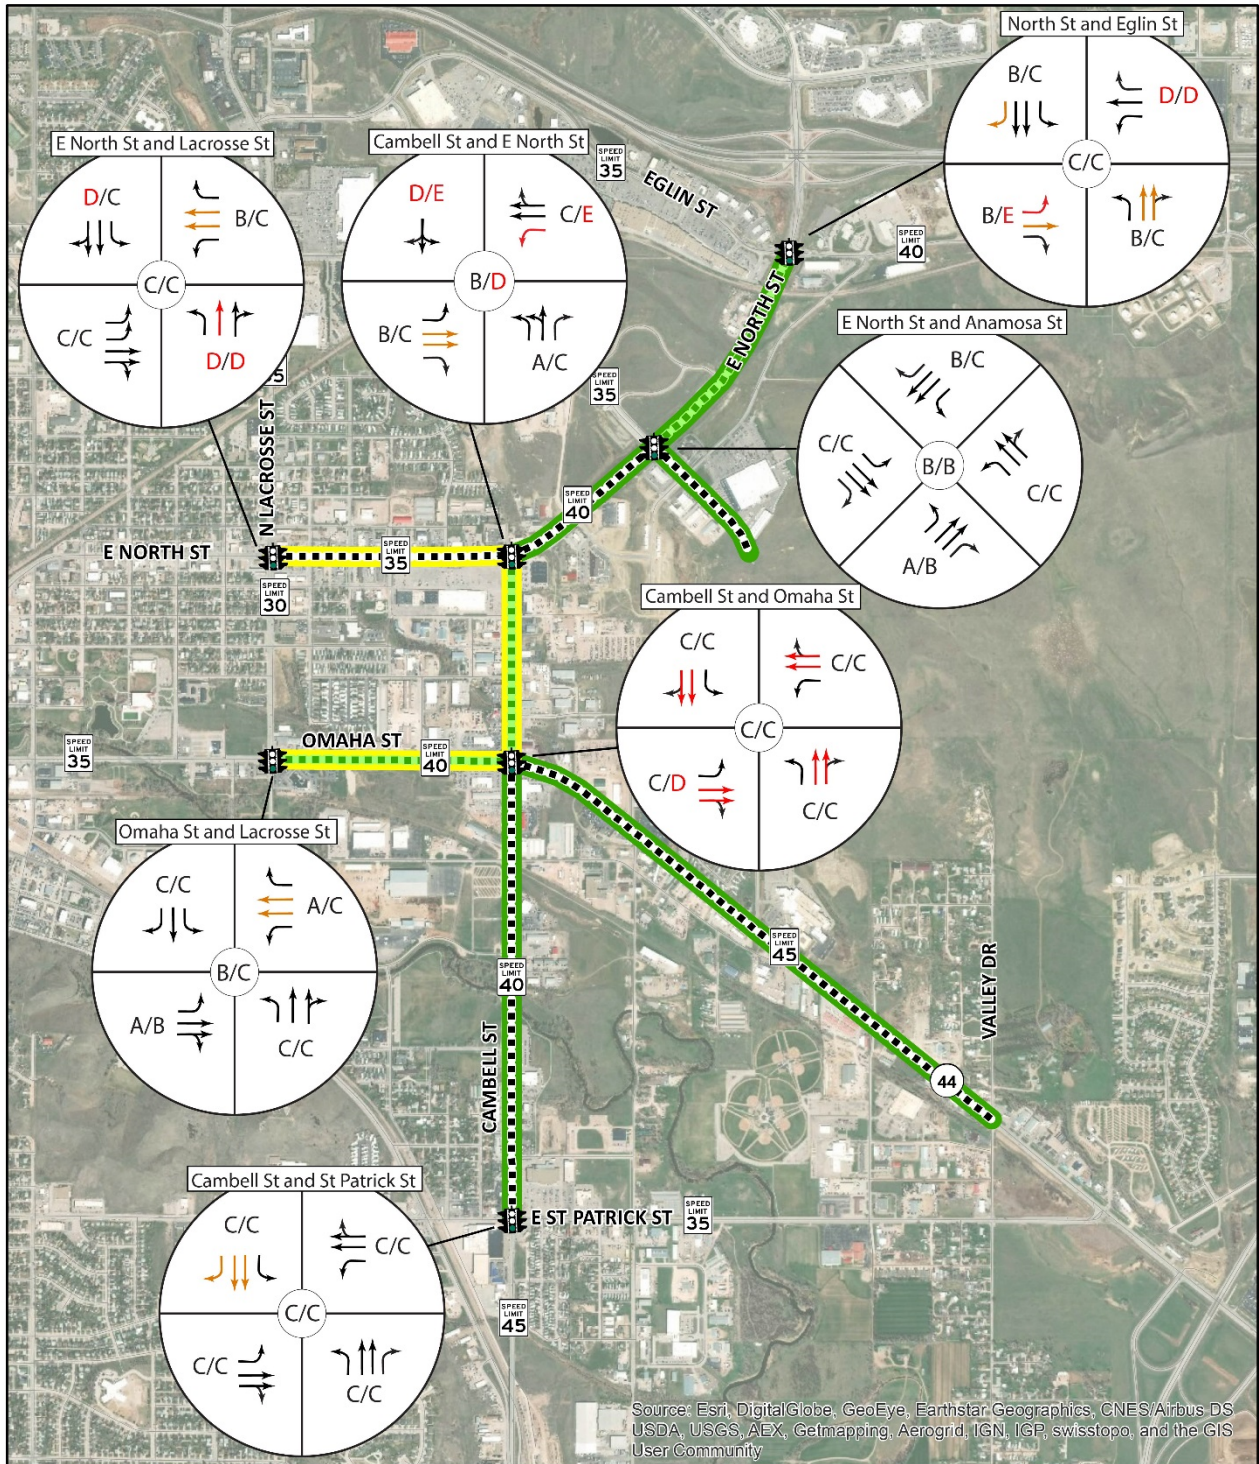 North St and Eglin St
B/C
D/D
C/C
B/E
B/C
E North St and Lacrosse St
D/C
B/C
C/C
C/C
D/D
Cambell St and E North St
D/E
C/E
B/D
B/C
A/C
SPEED
LIMIT
35
EGLIN ST
SPEED
LIMIT
40
E NORTH ST
E North St and Anamosa St
B/C
C/C
B/B
C/C
A/B
SPEED
LIMIT
35
35
N LACROSSE ST
SPEED
LIMIT
40
E NORTH ST
SPEED
LIMIT
35
SPEED
LIMIT
30
Cambell St and Omaha St
C/C
C/C
C/C
C/D
C/C
OMAHA ST
SPEED
LIMIT
35
SPEED
LIMIT
40
Omaha St and Lacrosse St
C/C
A/C
B/C
A/B
C/C
SPEED
LIMIT
45
SPEED
LIMIT
40
VALLEY DR
CAMBELL ST
44
Cambell St and St Patrick St
C/C
C/C
C/C
C/C
C/C
E ST PATRICK ST
SPEED
LIMIT
35
SPEED
LIMIT
45
Source: Esri, DigitalGlobe, GeoEye, Earthstar Geographics, CNES/Airbus DS
USDA, USGS, AEX, Getmapping, Aerogrid, IGN, IGP, swisstopo, and the GIS
User Community